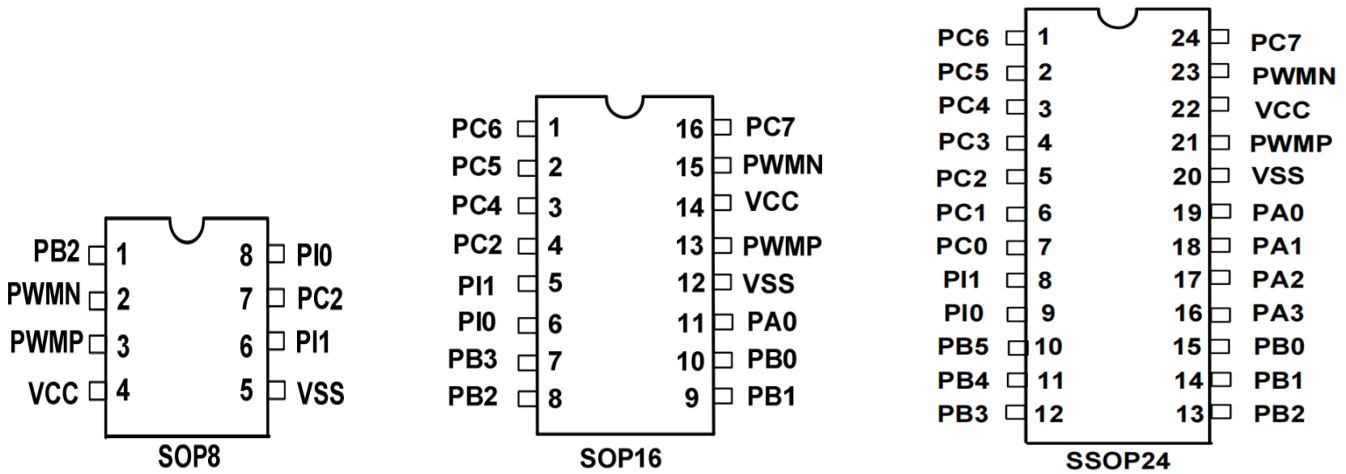 PB2 1 8 PI0
PWMN 2 7 PC2
PWMP 3 6 PI1
VCC 4 5 VSS
SOP8
PC6 1 16 PC7
PC5 2 15 PWMN
PC4 3 14 VCC
PC2 4 13 PWMP
PI1 5 12 VSS
PI0 6 11 PA0
PB3 7 10 PB0
PB2 8 9 PB1
SOP16
PC6 1 24 PC7
PC5 2 23 PWMN
PC4 3 22 VCC
PC3 4 21 PWMP
PC2 5 20 VSS
PC1 6 19 PA0
PC0 7 18 PA1
PI1 8 17 PA2
PI0 9 16 PA3
PB5 10 15 PB0
PB4 11 14 PB1
PB3 12 13 PB2
SSOP24